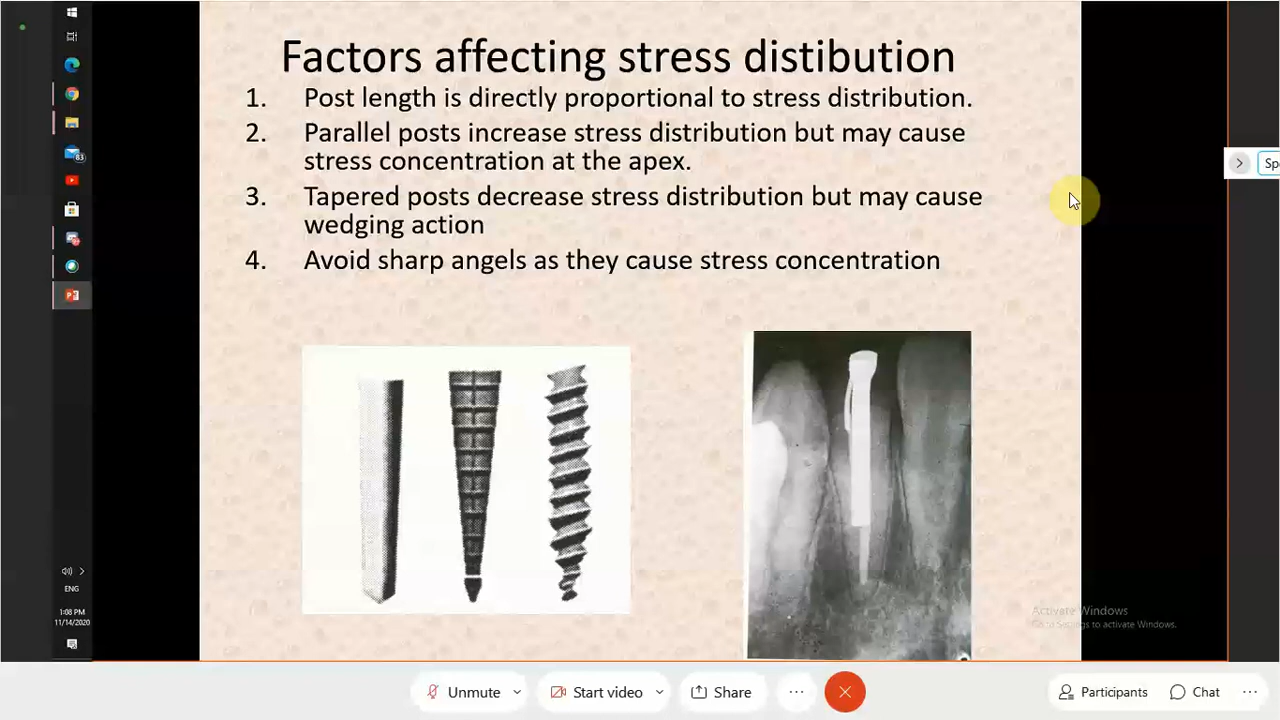 Factors affecting stress distibution
1. Post length is directly proportional to stress distribution.
2. Parallel posts increase stress distribution but may cause
stress concentration at the apex.
3. Tapered posts decrease stress distribution but may cause
wedging action
4. Avoid sharp angels as they cause stress concentration
83
Sp
ENG
1:08 PM
11/14/2020
Activate Windows
Go to Settings to activate Windows.
Unmute
Start video
Share
Participants
Chat